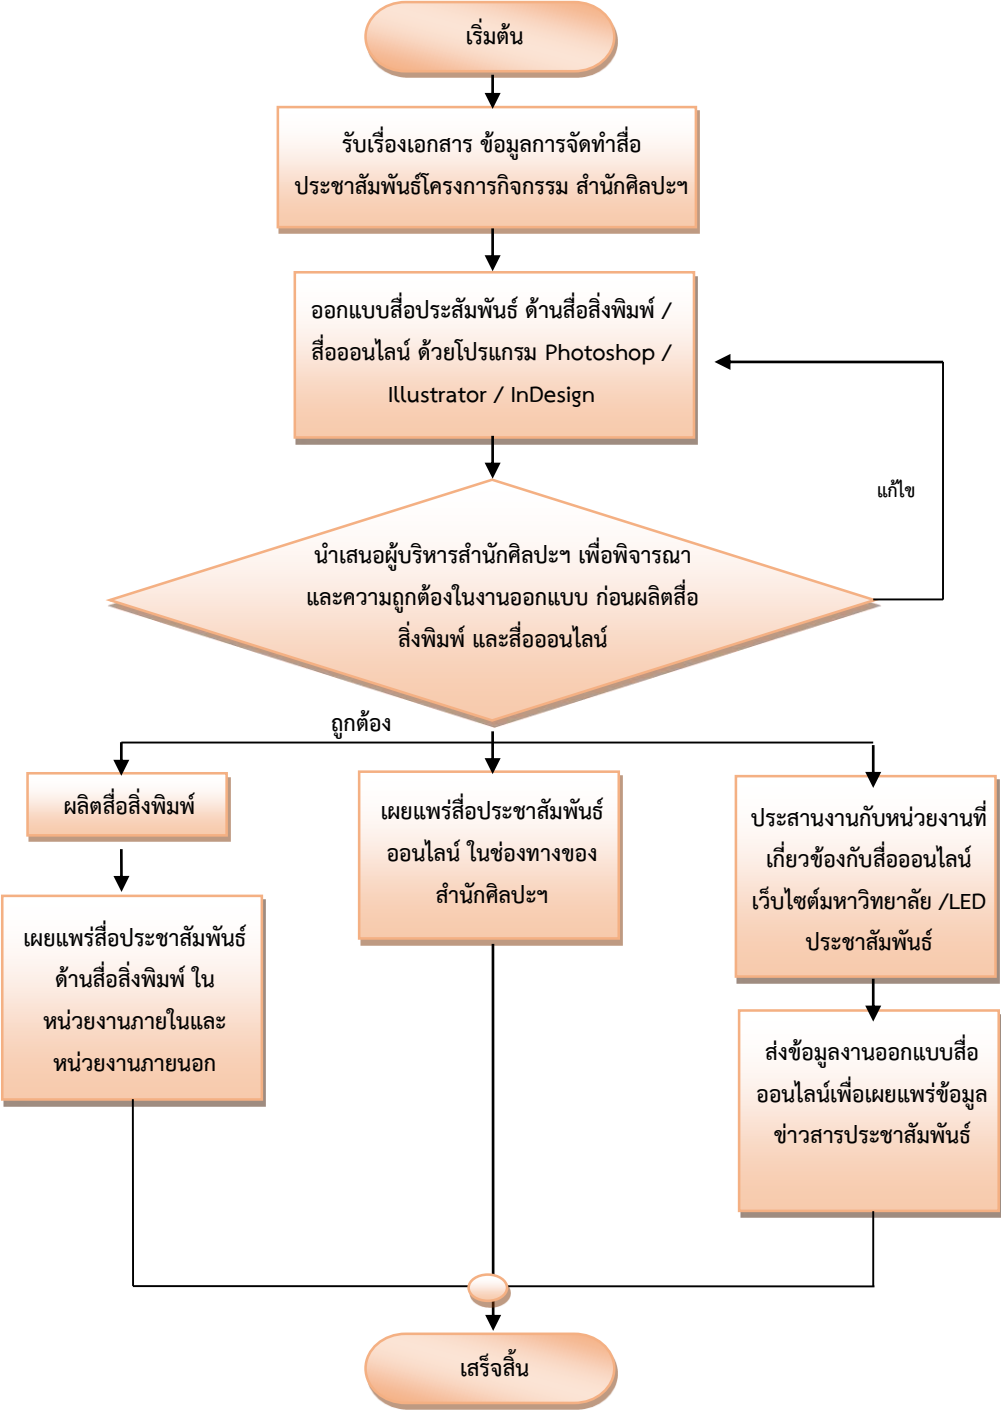 เริ่มต้น
รับเรื่องเอกสาร ข้อมูลการจัดทำสื่อ
ประชาสัมพันธ์โครงการกิจกรรม สำนักศิลปะฯ
ออกแบบสื่อประสัมพันธ์ ด้านสื่อสิ่งพิมพ์ /
สื่อออนไลน์ ด้วยโปรแกรม Photoshop /
Illustrator / InDesign
แก้ไข
นำเสนอผู้บริหารสำนักศิลปะฯ เพื่อพิจารณา
และความถูกต้องในงานออกแบบ ก่อนผลิตสื่อ
สิ่งพิมพ์ และสื่อออนไลน์
ถูกต้อง
ผลิตสื่อสิ่งพิมพ์
เผยแพร่สื่อประชาสัมพันธ์
ด้านสื่อสิ่งพิมพ์ ใน
หน่วยงานภายในและ
หน่วยงานภายนอก
เผยแพร่สื่อประชาสัมพันธ์
ออนไลน์ ในช่องทางของ
สำนักศิลปะฯ
ประสานงานกับหน่วยงานที่
เกี่ยวข้องกับสื่อออนไลน์
เว็บไซต์มหาวิทยาลัย /LED
ประชาสัมพันธ์
ส่งข้อมูลงานออกแบบสื่อ
ออนไลน์เพื่อเผยแพร่ข้อมูล
ข่าวสารประชาสัมพันธ์
เสร็จสิ้น